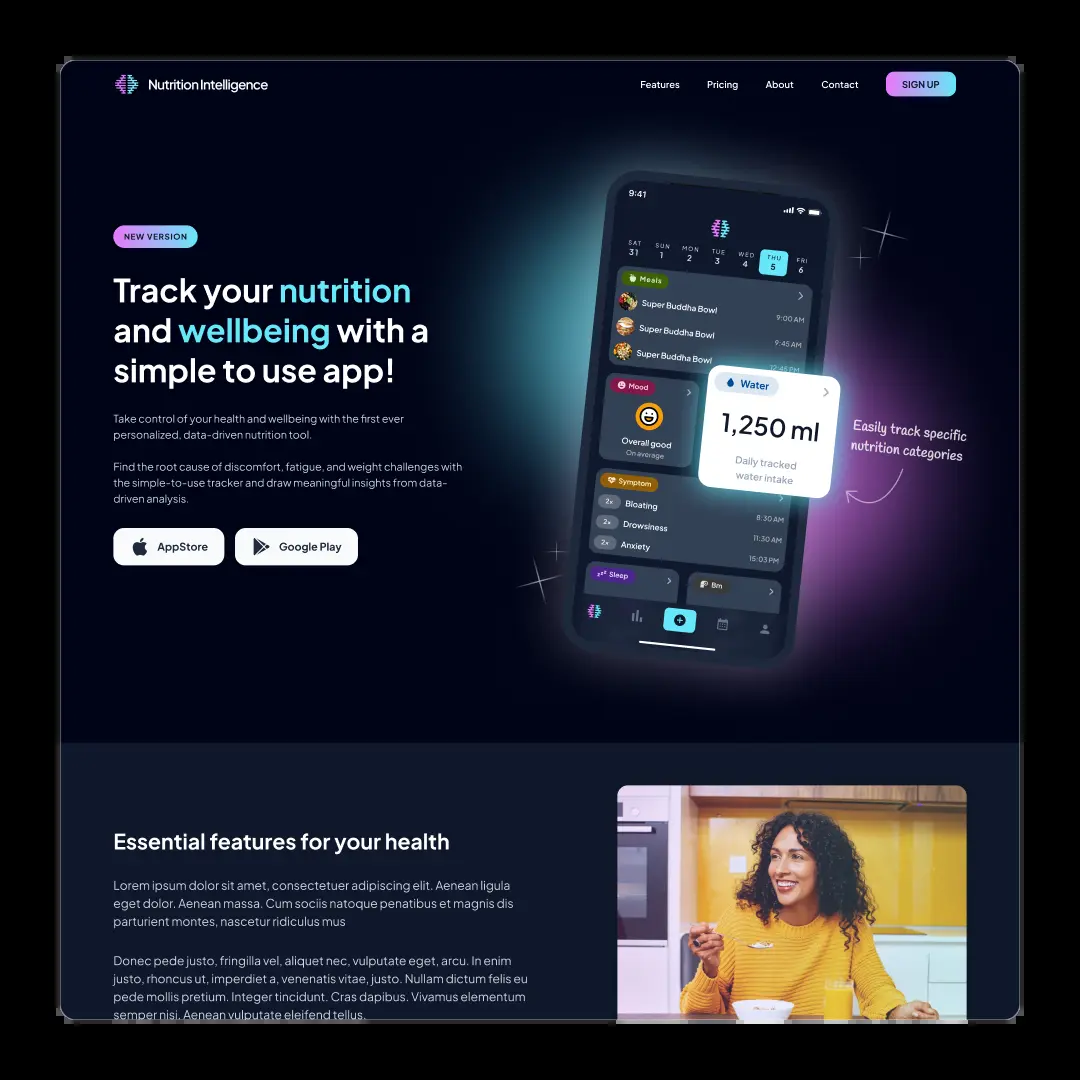 Nutrition Intelligence
Features
Pricing
About
Contact
SIGN UP
NEW VERSION
Track your nutrition
and wellbeing with a
simple to use app!
Take control of your health and wellbeing with the first ever
personalized, data-driven nutrition tool.
Find the root cause of discomfort, fatigue, and weight challenges with
the simple-to-use tracker and draw meaningful insights from data-
driven analysis.
AppStore
Google Play
9:41
SAT SUN MON TUE WED THU FRI
31 1 2 3 4 5 6
Meals
Super Buddha Bowl
9:00 AM
Super Buddha Bowl
9:45 AM
Super Buddha Bowl
12:45 PM
Mood
Overall good
On average
Water
1,250 ml
Daily tracked
water intake
Easily track specific
nutrition categories
Symptom
2x Bloating
8:30 AM
2x Drowsiness
11:30 AM
2x Anxiety
15:03 PM
Sleep
Bm
Essential features for your health
Lorem ipsum dolor sit amet, consectetuer adipiscing elit. Aenean ligula
eget dolor. Aenean massa. Cum sociis natoque penatibus et magnis dis
parturient montes, nascetur ridiculus mus
Donec pede justo, fringilla vel, aliquet nec, vulputate eget, arcu. In enim
justo, rhoncus ut, imperdiet a, venenatis vitae, justo. Nullam dictum felis eu
pede mollis pretium. Integer tincidunt. Cras dapibus. Vivamus elementum
semper nisi. Aenean vulputate eleifend tellus.